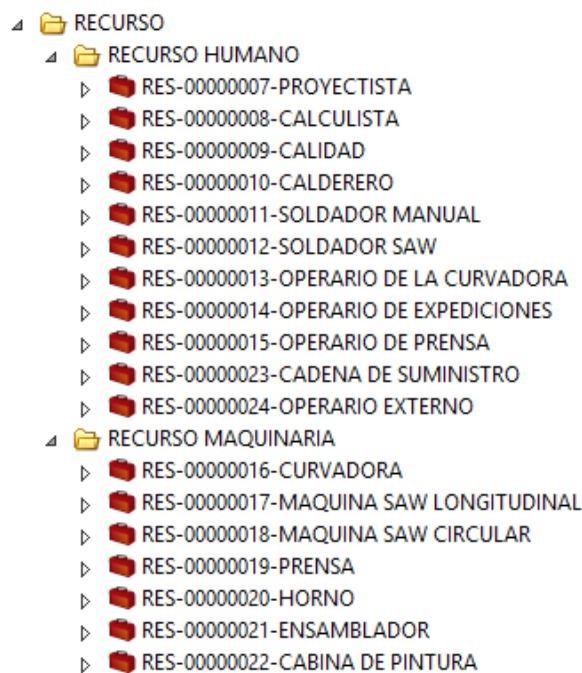 RECURSO
RECURSO HUMANO
RES-00000007-PROYECTISTA
RES-00000008-CALCULISTA
RES-00000009-CALIDAD
RES-00000010-CALDERERO
RES-00000011-SOLDADOR MANUAL
RES-00000012-SOLDADOR SAW
RES-00000013-OPERARIO DE LA CURVADORA
RES-00000014-OPERARIO DE EXPEDICIONES
RES-00000015-OPERARIO DE PRENSA
RES-00000023-CADENA DE SUMINISTRO
RES-00000024-OPERARIO EXTERNO
RECURSO MAQUINARIA
RES-00000016-CURVADORA
RES-00000017-MAQUINA SAW LONGITUDINAL
RES-00000018-MAQUINA SAW CIRCULAR
RES-00000019-PRENSA
RES-00000020-HORNO
RES-00000021-ENSAMBLADOR
RES-00000022-CABINA DE PINTURA